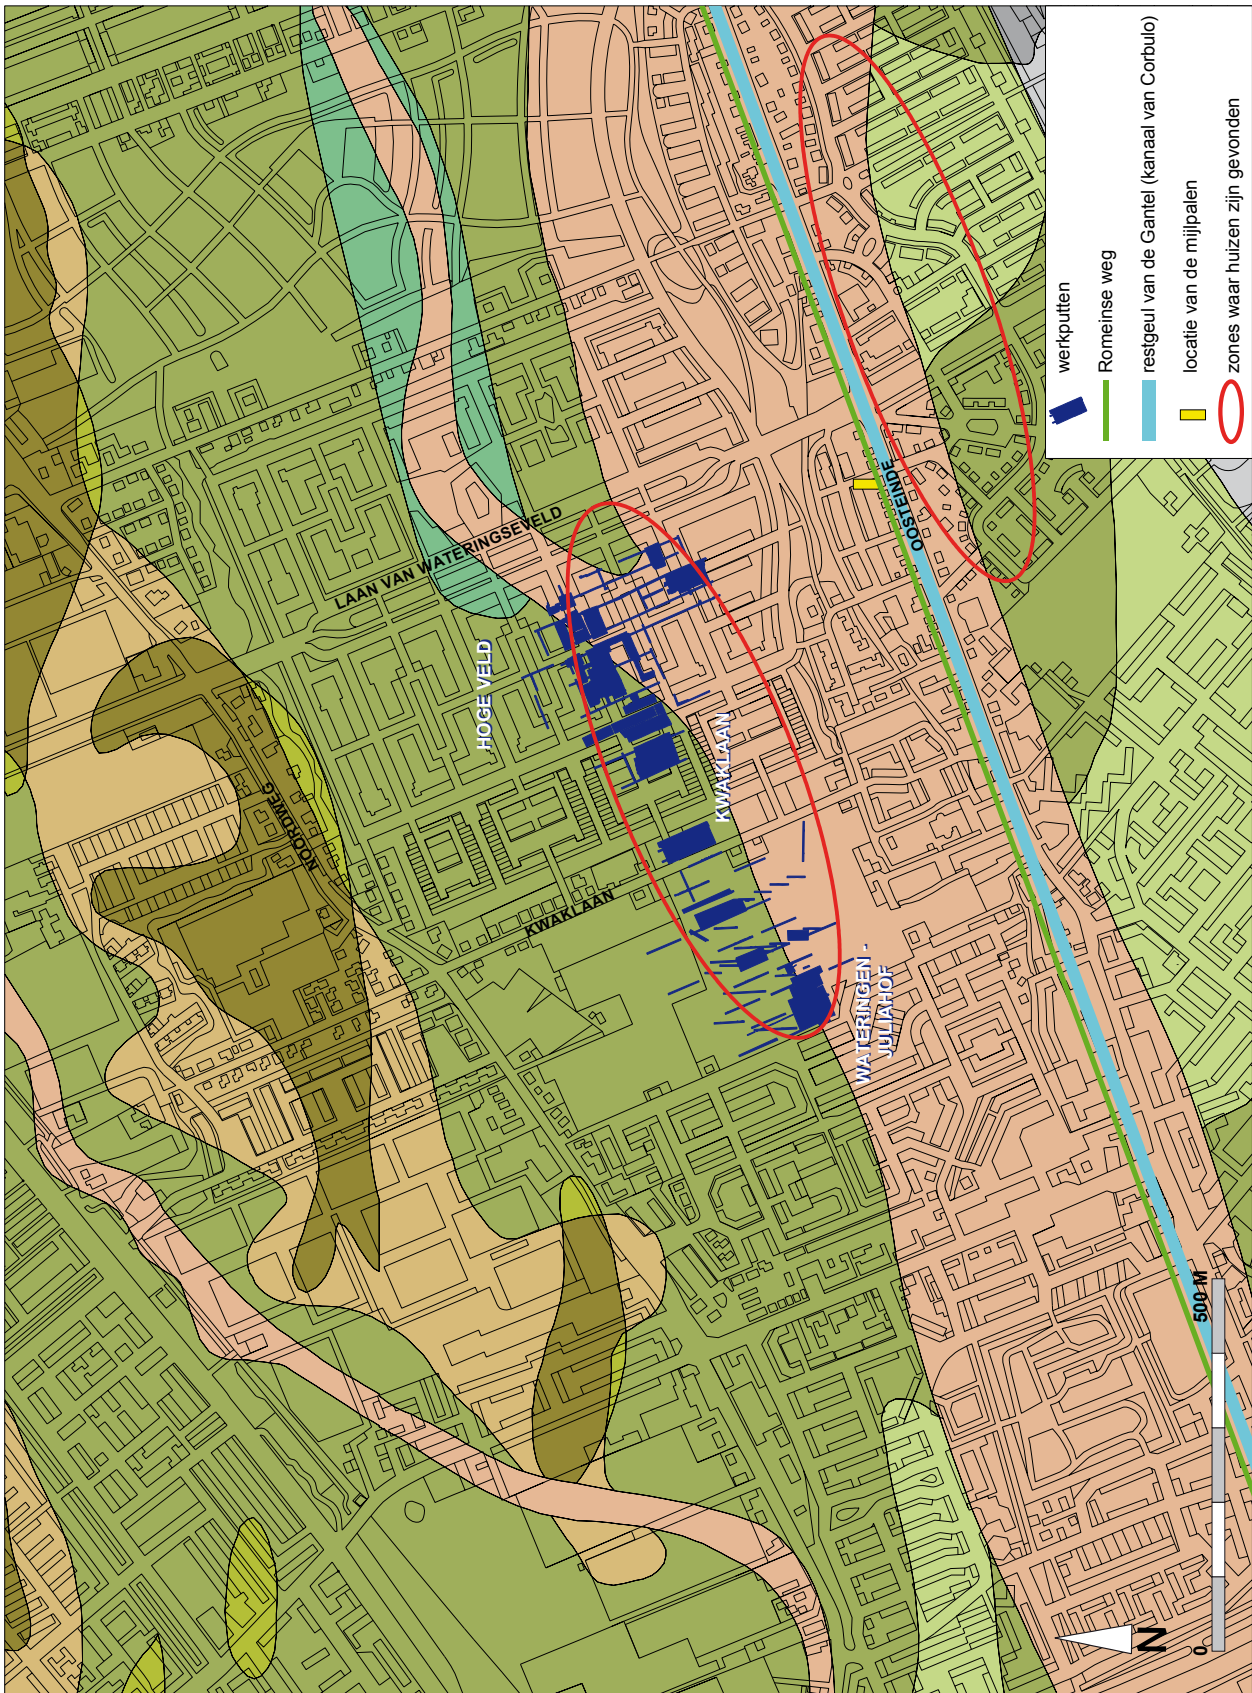 NOORDWEG
LAAN VAN WATERINGSEVELD
HOGE VELD
KWAKLAAN
KWAKLAAN
WATERINGEN -
JULIAHOF
OOSTEINDE
N
0
500 M
werkputten
Romeinse weg
restgeul van de Gantel (kanaal van Corbulo)
locatie van de mijlpalen
zones waar huizen zijn gevonden